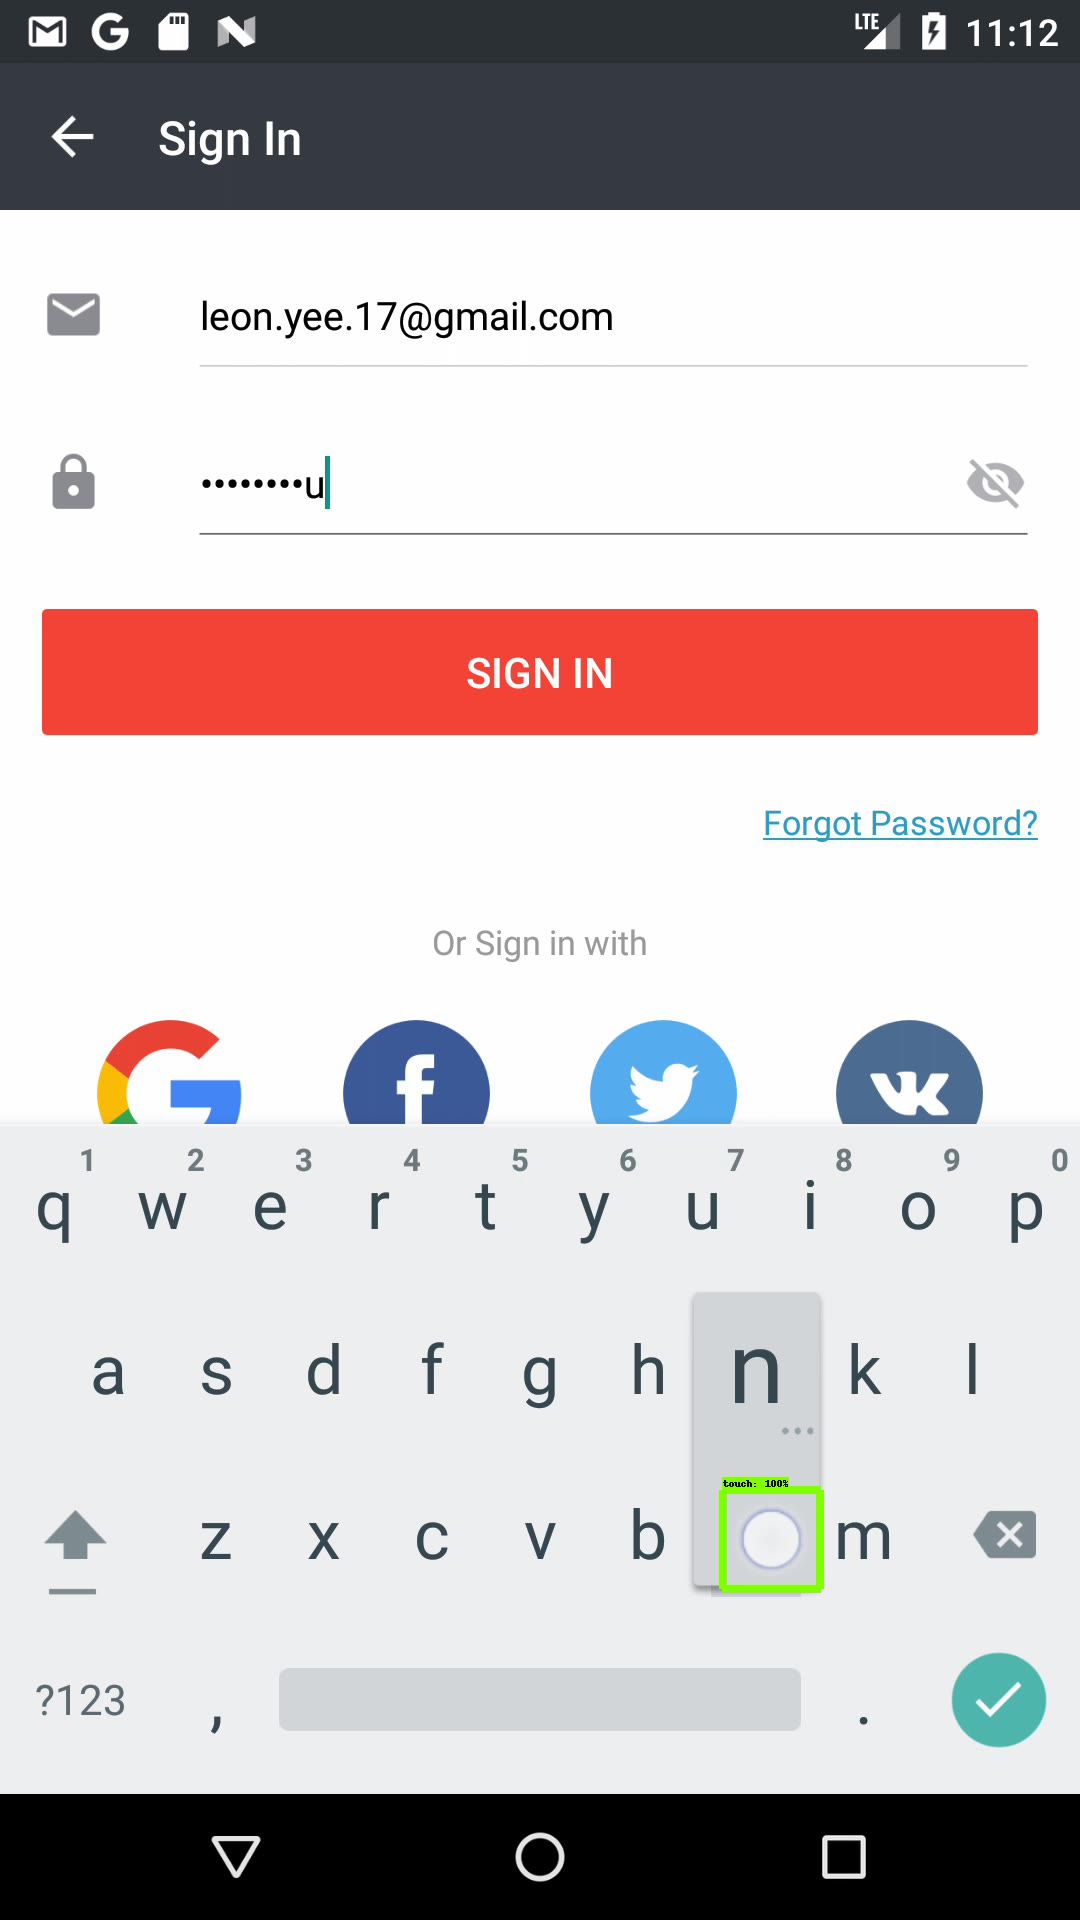 LTE 11:12
Sign In
leon.yee.17@gmail.com
••••••••u
SIGN IN
Forgot Password?
Or Sign in with
1 2 3 4 5 6 7 8 9 0
q w e r t y u i o p
a s d f g h n k l
touch: 100%
z x c v b m
?123 , .